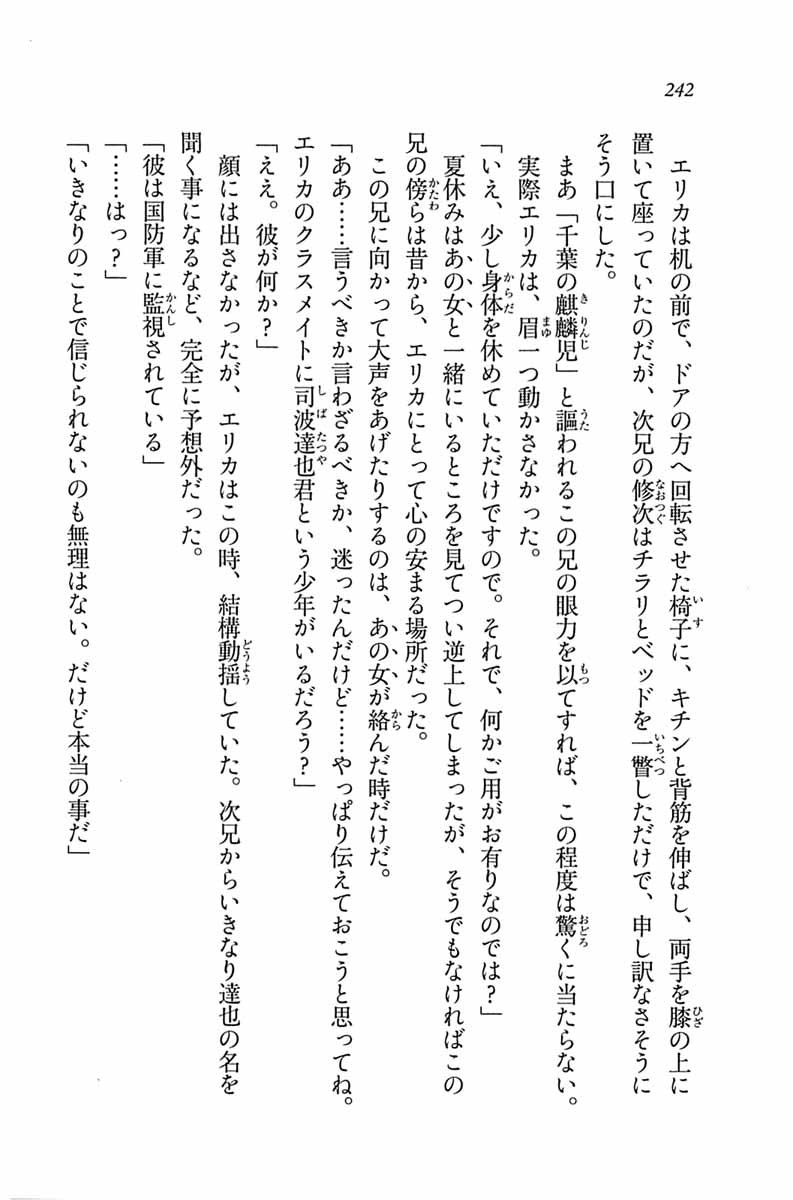 242
エリカは机の前で、ドアの方へ回転させた椅子に、キチンと背筋を伸ばし、両手を膝の上に
置いて座っていたのだが、次兄の修次はチラリとベッドを一瞥しただけで、申し訳なさそうに
そう口にした。
まあ「千葉の麒麟児」と謳われるこの兄の眼力を以てすれば、この程度は驚くに当たらない。
実際エリカは、眉一つ動かさなかった。
「いえ、少し身体を休めていただけですので。それで、何かご用がお有りなのでは?」
夏休みはあの女と一緒にいるところを見てつい逆上してしまったが、そうでもなければこの
兄の傍らは昔から、エリカにとって心の安まる場所だった。
この兄に向かって大声をあげたりするのは、あの女が絡んだ時だけだ。
「ああ……言うべきか言わざるべきか、迷ったんだけど……やっぱり伝えておこうと思ってね。
エリカのクラスメイトに司波達也君という少年がいるだろう?」
「ええ。彼が何か?」
顔には出さなかったが、エリカはこの時、結構動揺していた。次兄からいきなり達也の名を
聞く事になるなど、完全に予想外だった。
「彼は国防軍に監視されている」
「……はっ?」
「いきなりのことで信じられないのも無理はない。だけど本当の事だ」